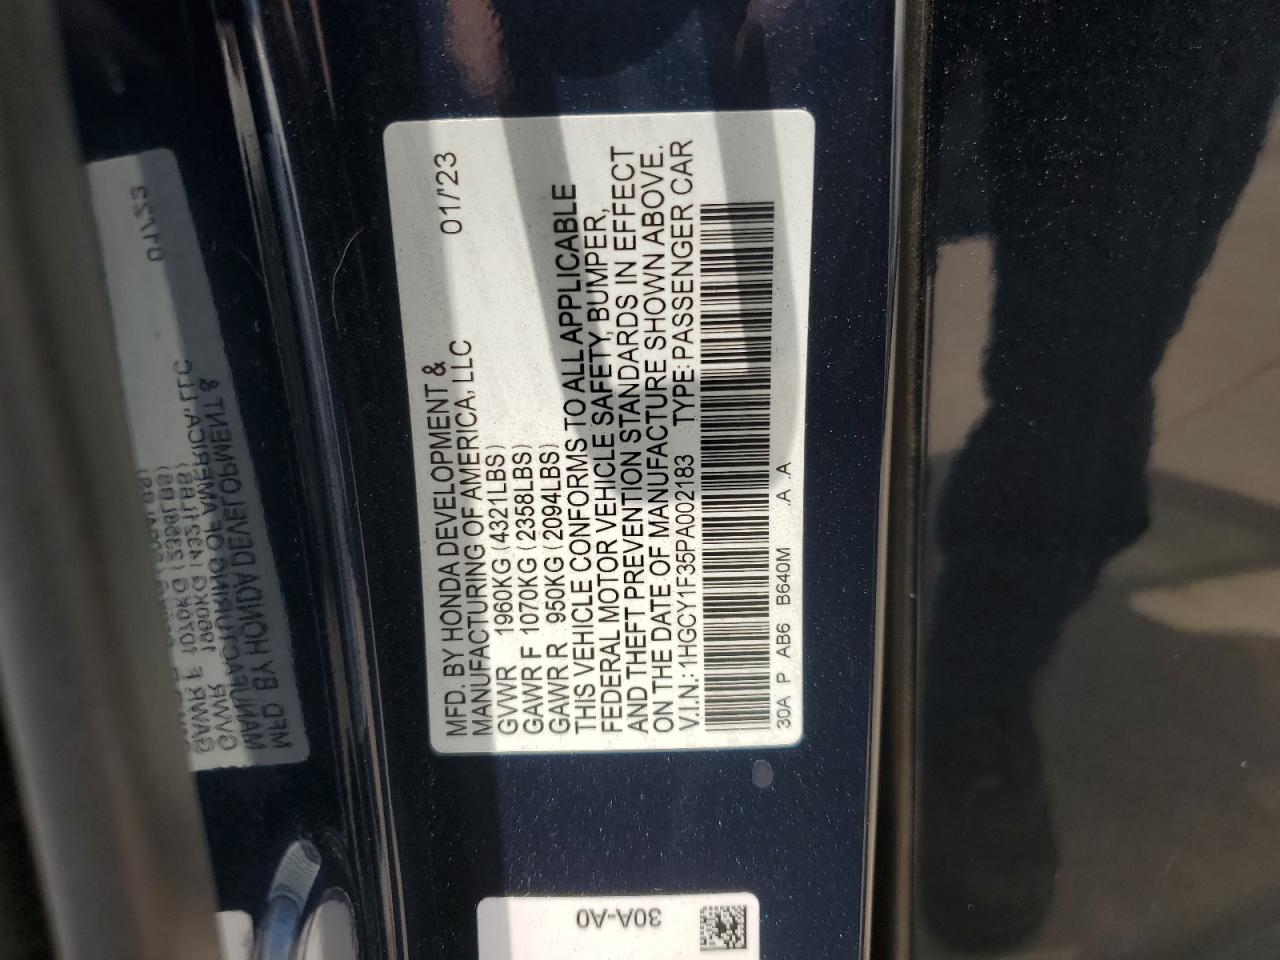 MFD. BY HONDA DEVELOPMENT & 01/'23
MANUFACTURING OF AMERICA, LLC
GVWR 1960KG (4321LBS)
GAWR F 1070KG (2358LBS)
GAWR R 950KG (2094LBS)
THIS VEHICLE CONFORMS TO ALL APPLICABLE
FEDERAL MOTOR VEHICLE SAFETY, BUMPER,
AND THEFT PREVENTION STANDARDS IN EFFECT
ON THE DATE OF MANUFACTURE SHOWN ABOVE.
V.I.N.:1HGCY1F35PA002183 TYPE:PASSENGER CAR
30A P AB6 B640M .A .A
30A-A0